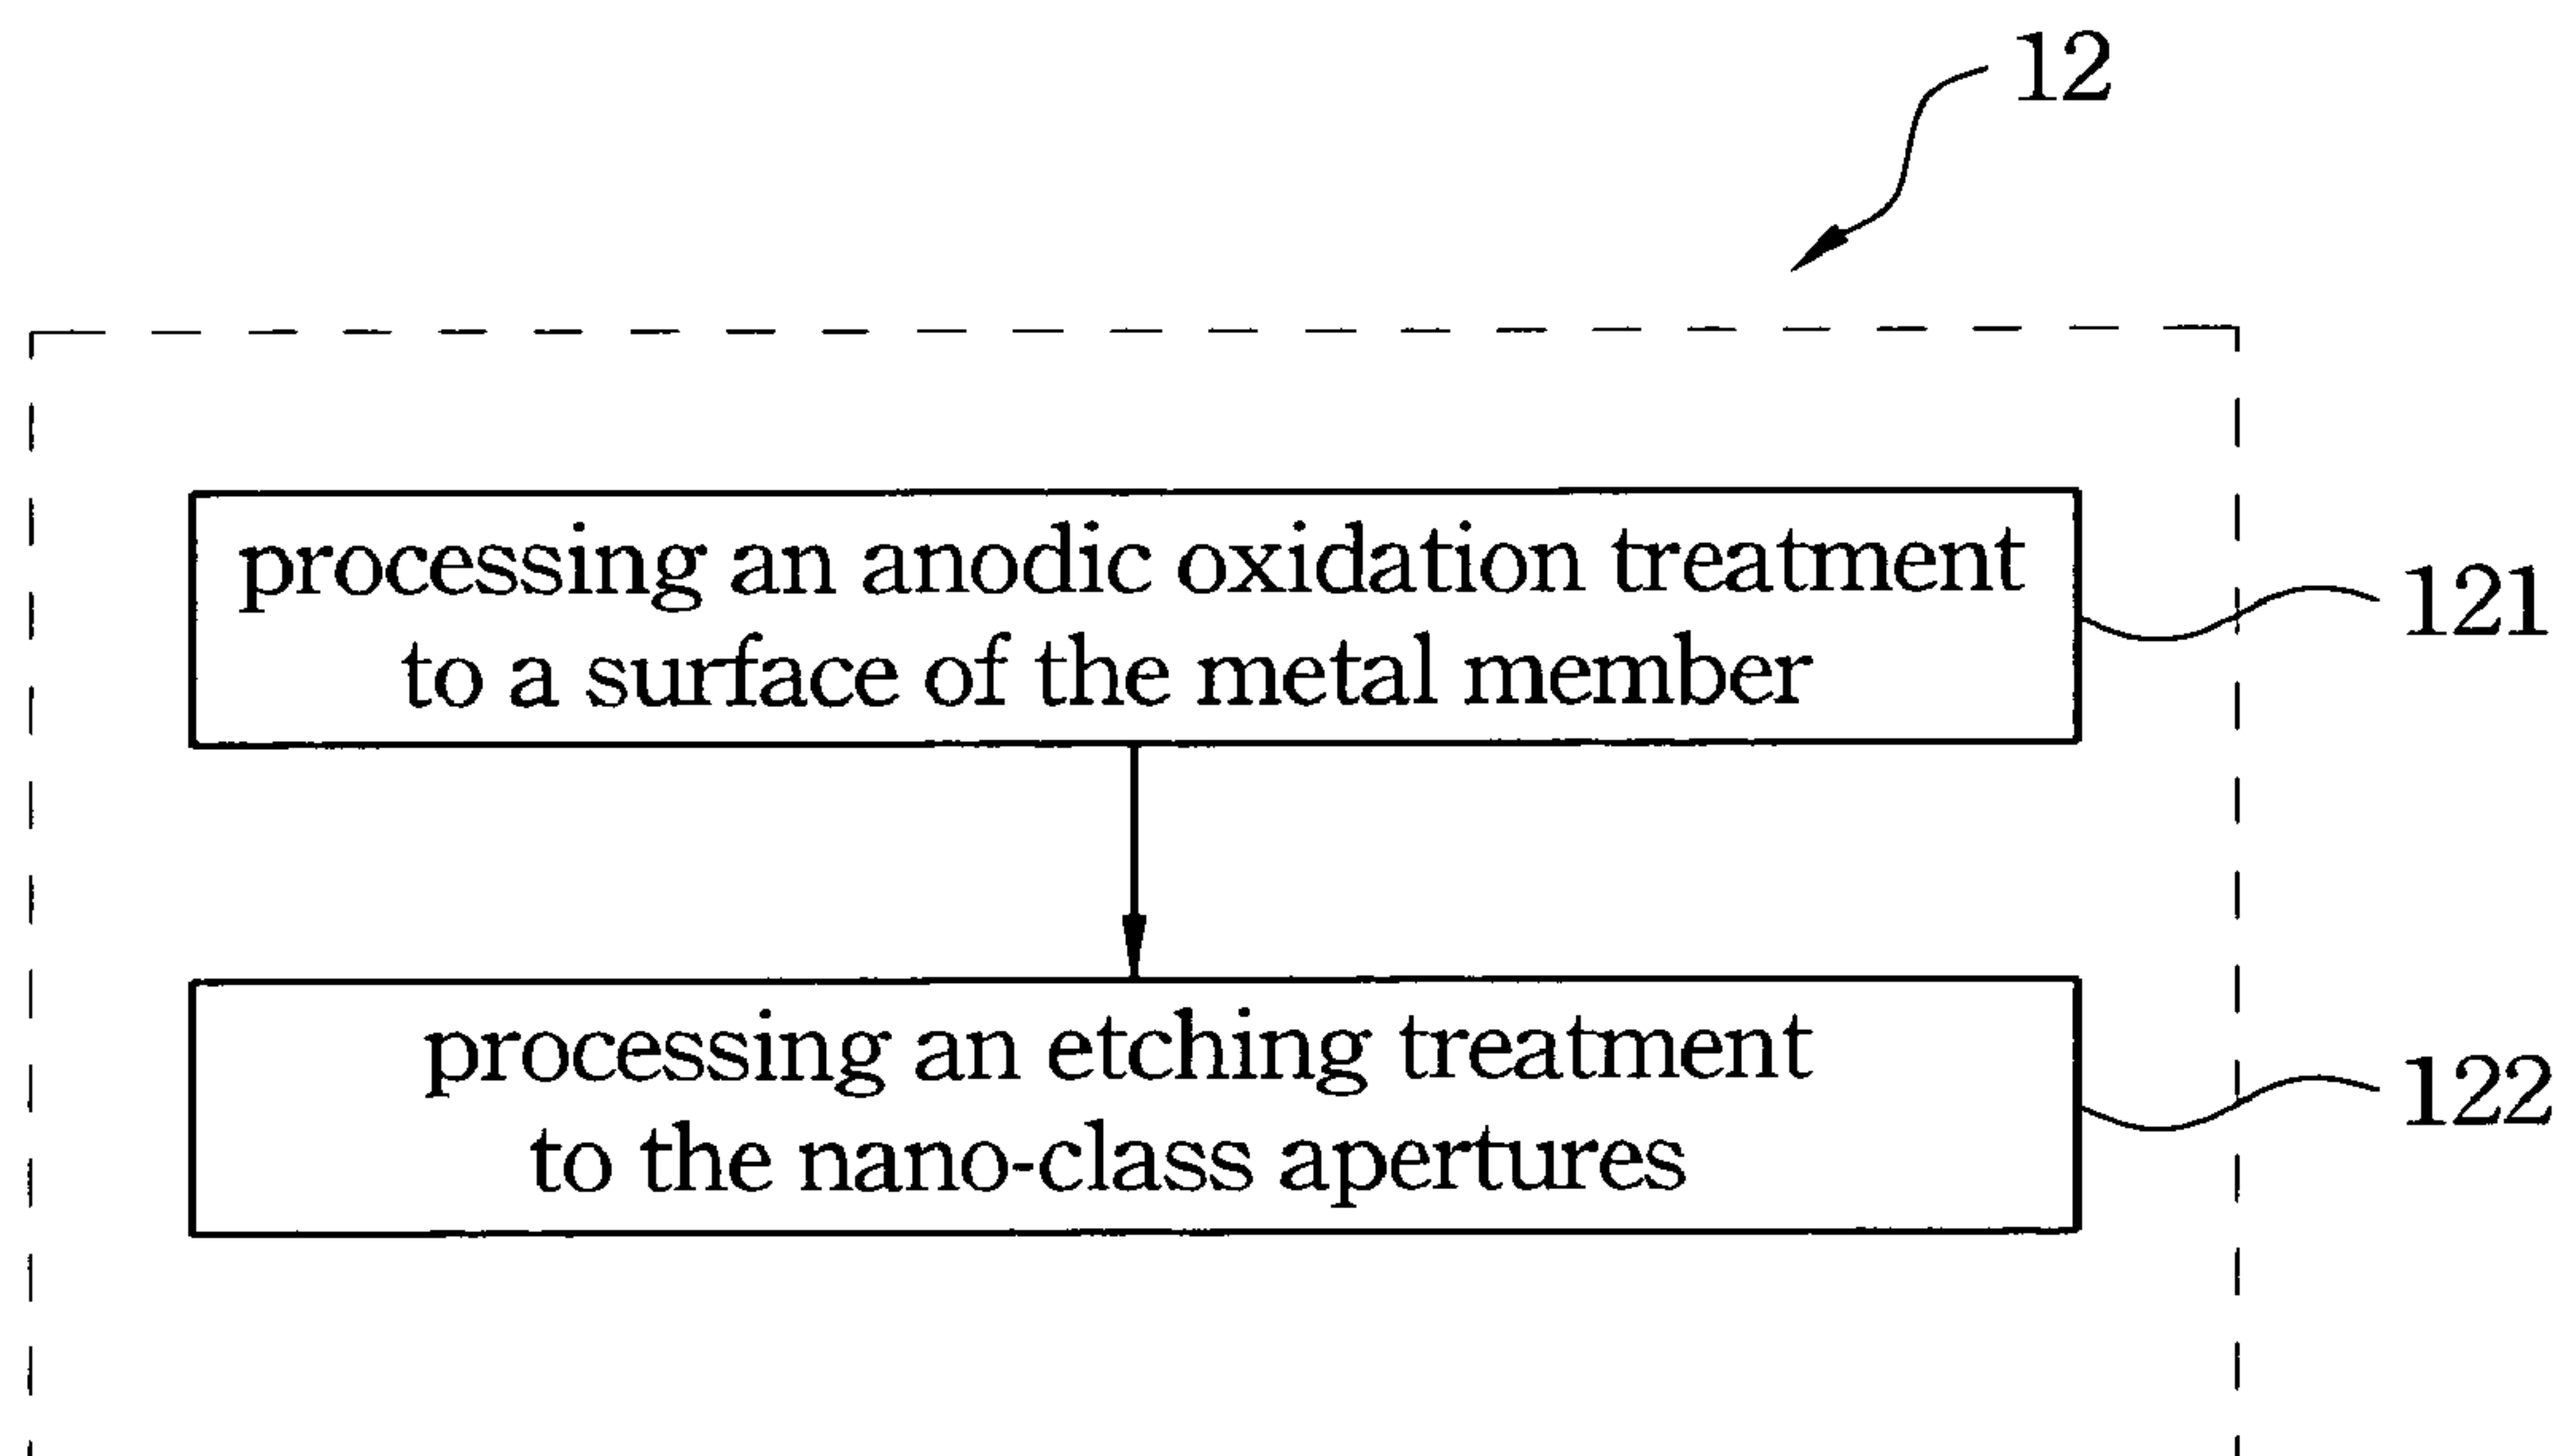 12
processing an anodic oxidation treatment
to a surface of the metal member
121
processing an etching treatment
to the nano-class apertures
122